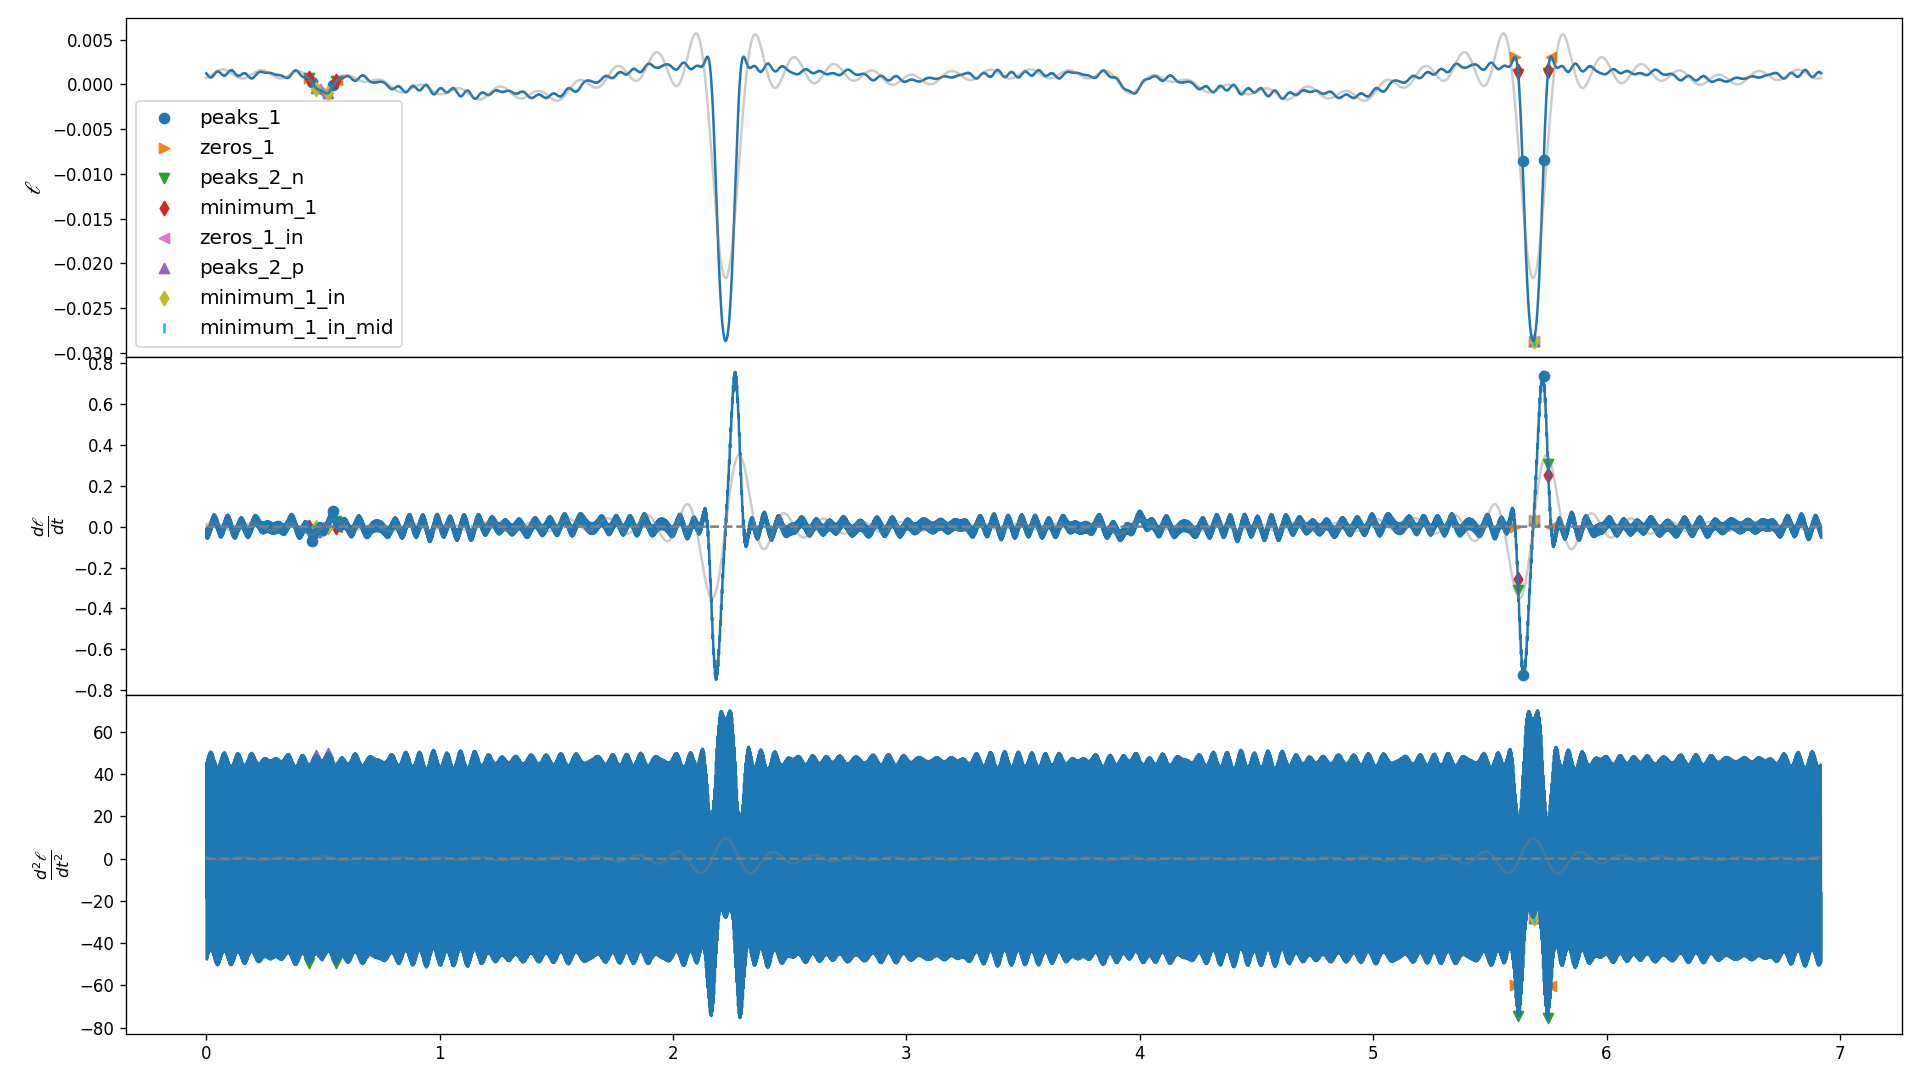 0.005
0.000
−0.005
−0.010
−0.015
−0.020
−0.025
−0.030
ℓ
peaks_1
zeros_1
peaks_2_n
minimum_1
zeros_1_in
peaks_2_p
minimum_1_in
minimum_1_in_mid
0.8
0.6
0.4
0.2
0.0
−0.2
−0.4
−0.6
−0.8
dℓ
dt
60
40
20
0
−20
−40
−60
−80
d²ℓ
dt²
0 1 2 3 4 5 6 7